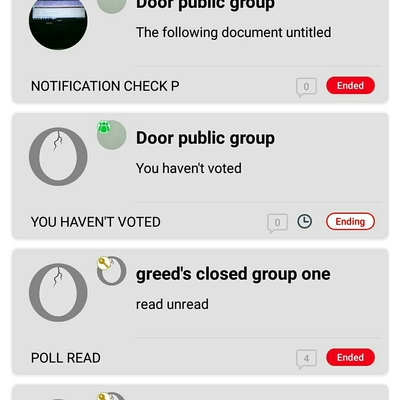 Door public group
The following document untitled
NOTIFICATION CHECK P
0
Ended
Door public group
You haven't voted
YOU HAVEN'T VOTED
0
Ending
greed's closed group one
read unread
POLL READ
4
Ended